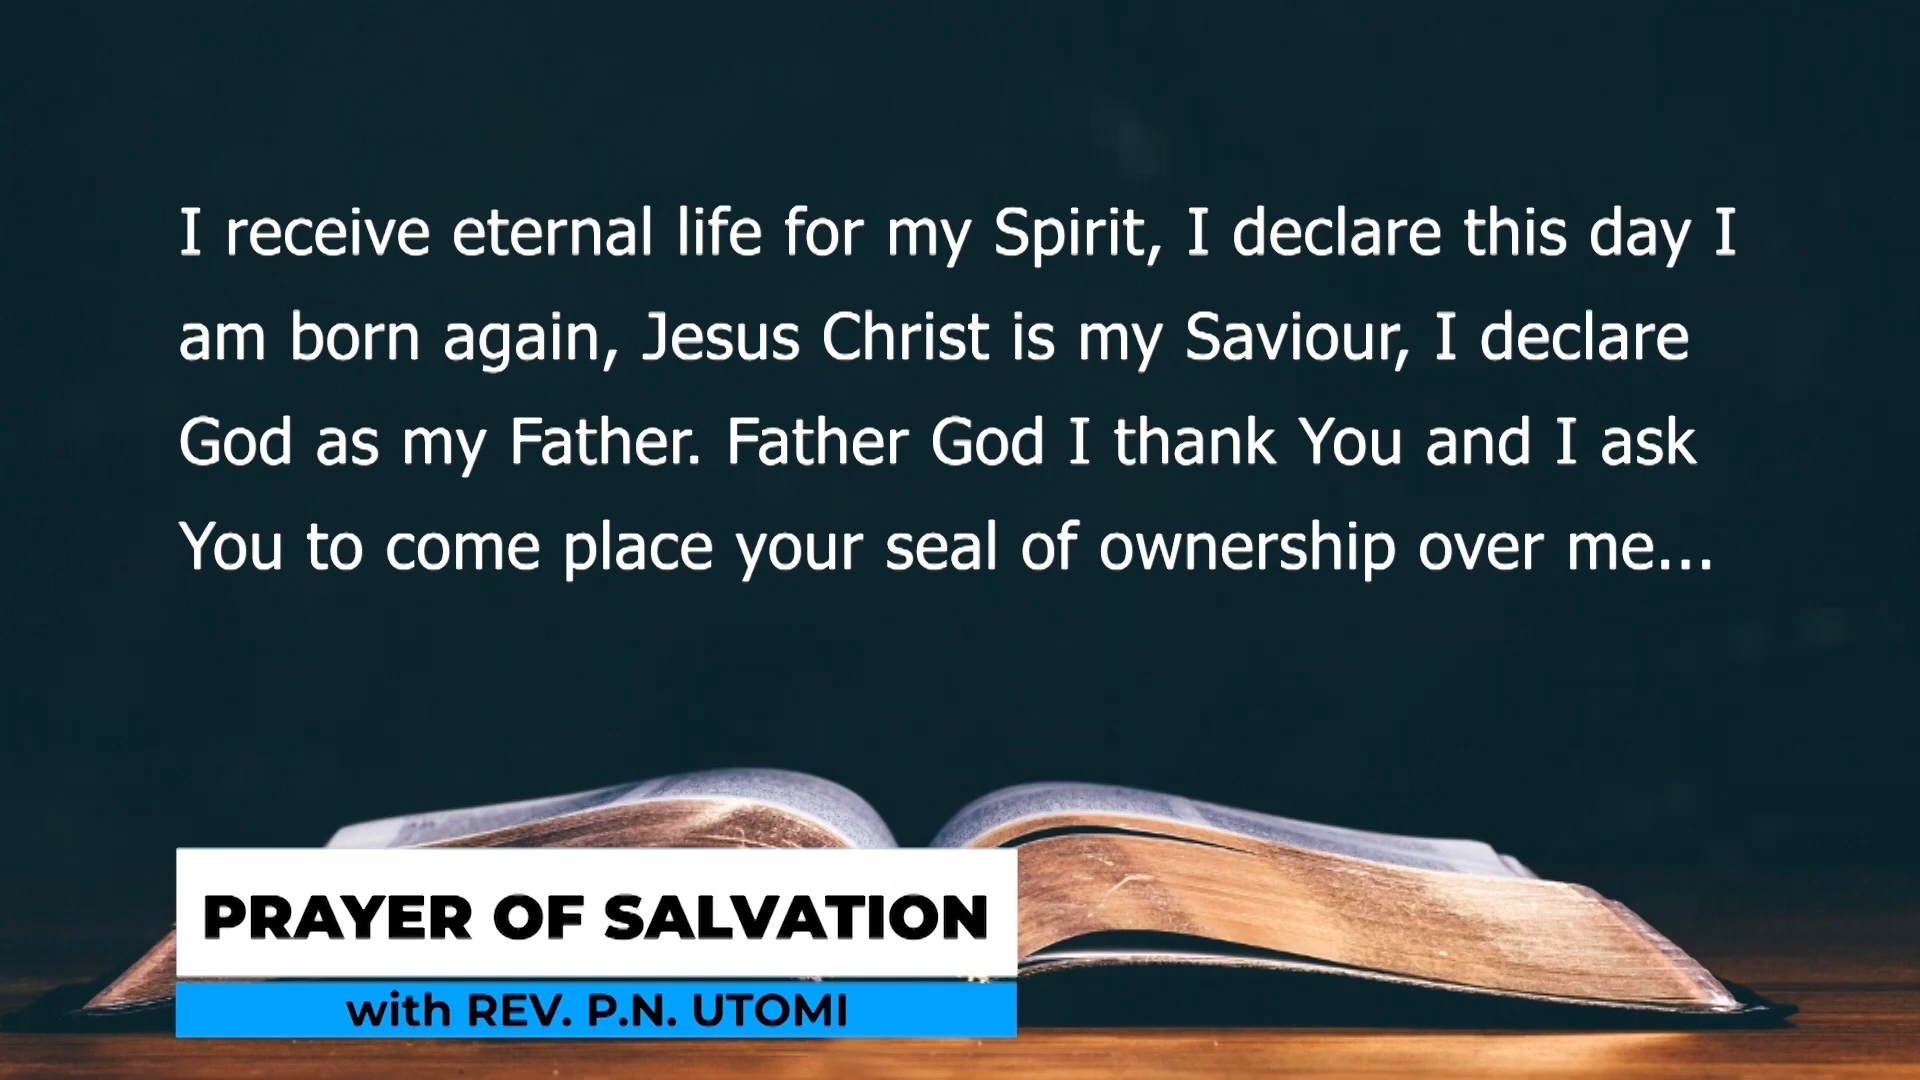 I receive eternal life for my Spirit, I declare this day I
am born again, Jesus Christ is my Saviour, I declare
God as my Father. Father God I thank You and I ask
You to come place your seal of ownership over me...
PRAYER OF SALVATION
with REV. P.N. UTOMI